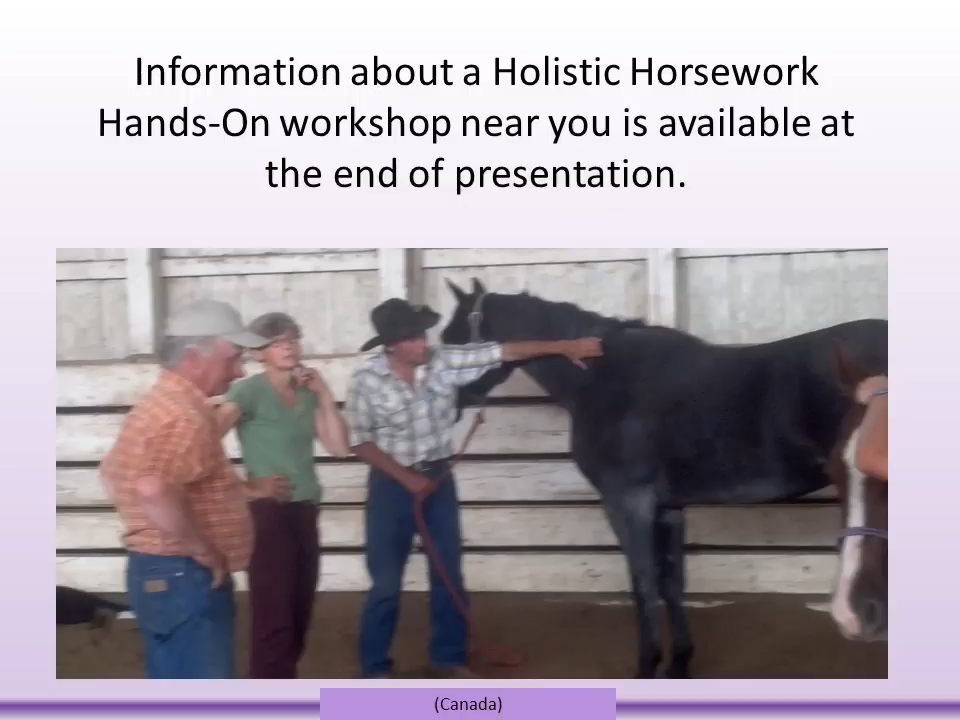 Information about a Holistic Horsework
Hands-On workshop near you is available at
the end of presentation.
(Canada)